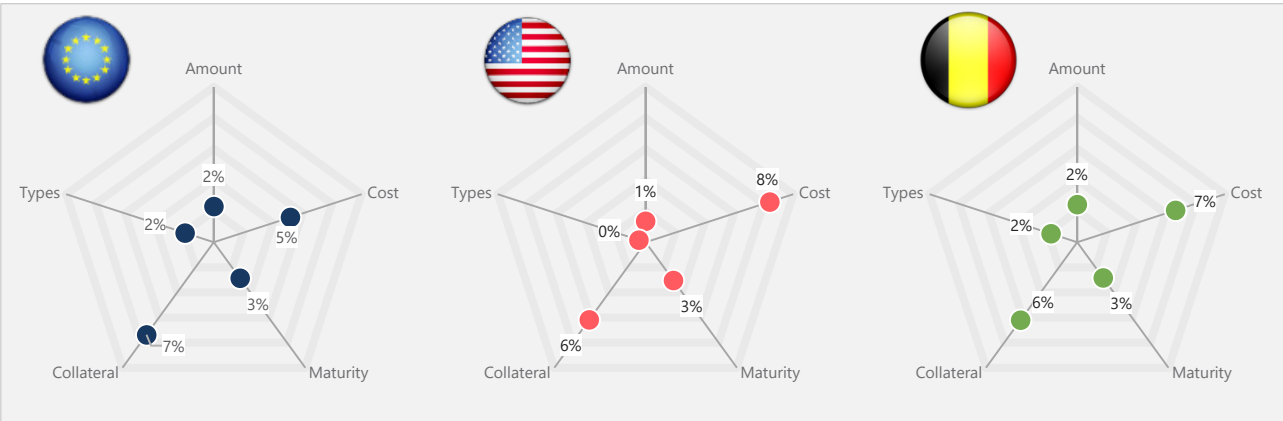 Amount
2%
Types
Cost
2%
5%
3%
7%
Collateral
Maturity
Amount
8%
1%
Types
Cost
0%
3%
6%
Collateral
Maturity
Amount
2%
Types
Cost
7%
2%
6%
3%
Collateral
Maturity